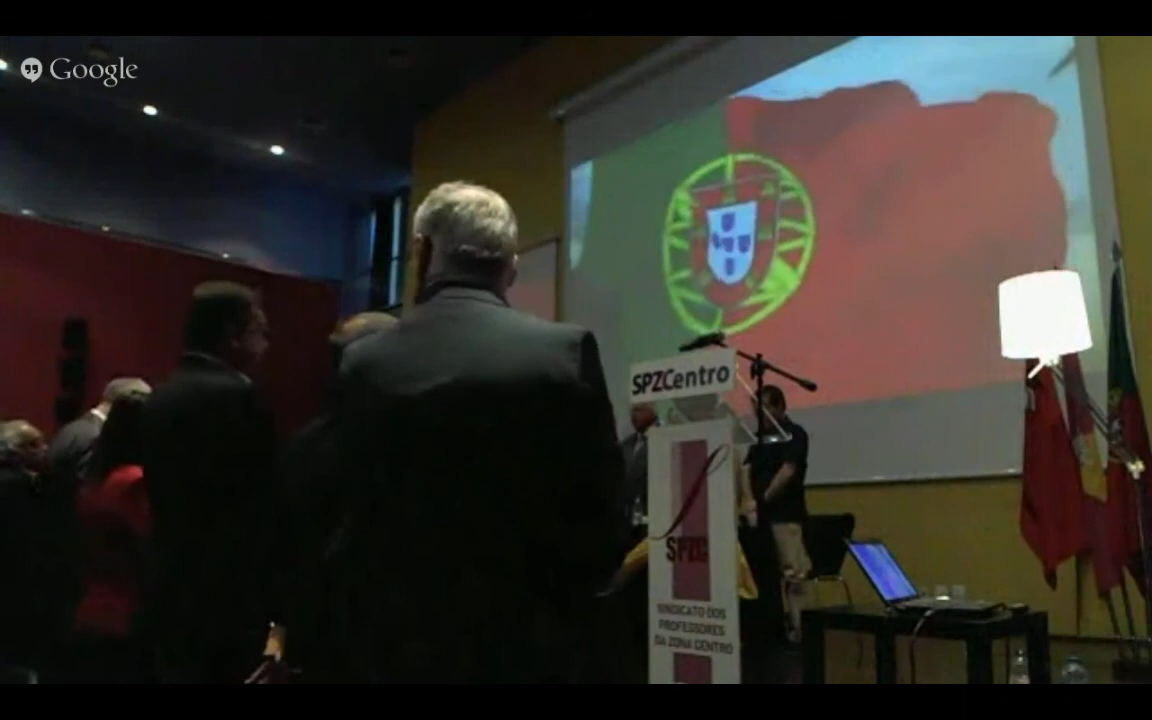 Google
SPZCentro
SPZC
SINDICATO DOS
PROFESSORES
DA ZONA CENTRO